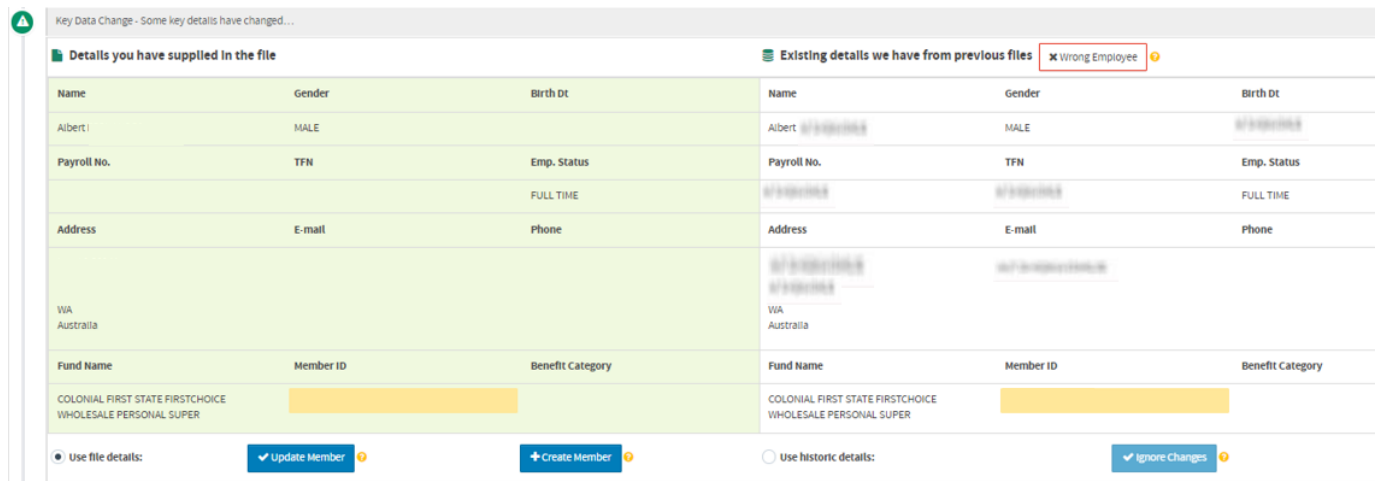 Key Data Change - Some key details have changed...
Details you have supplied in the file
Existing details we have from previous files
Wrong Employee
Name Gender Birth Dt Name Gender Birth Dt
Albert MALE Albert MALE
Payroll No. TFN Emp. Status Payroll No. TFN Emp. Status
FULL TIME FULL TIME
Address E-mail Phone Address E-mail Phone
WA WA
Australia Australia
Fund Name Member ID Benefit Category Fund Name Member ID Benefit Category
COLONIAL FIRST STATE FIRSTCHOICE COLONIAL FIRST STATE FIRSTCHOICE
WHOLESALE PERSONAL SUPER WHOLESALE PERSONAL SUPER
Use file details: Update Member Create Member Use historic details: Ignore Changes